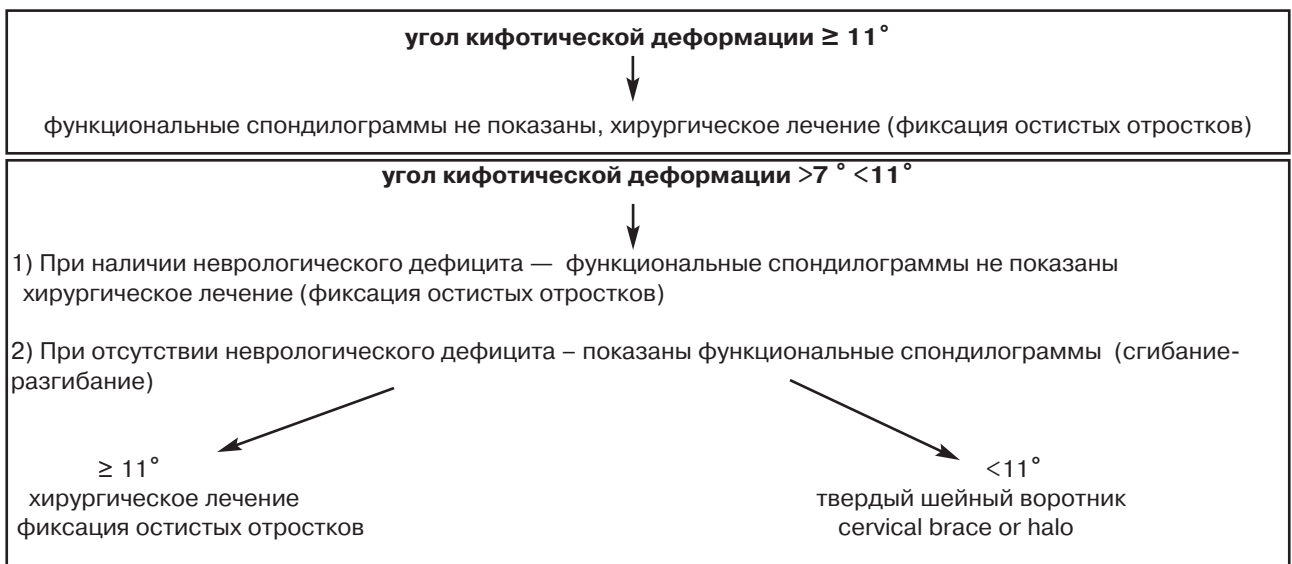 угол кифотической деформации ≥ 11°
функциональные спондилограммы не показаны, хирургическое лечение (фиксация остистых отростков)
угол кифотической деформации >7 ° <11°
1) При наличии неврологического дефицита — функциональные спондилограммы не показаны
хирургическое лечение (фиксация остистых отростков)
2) При отсутствии неврологического дефицита – показаны функциональные спондилограммы (сгибание-
разгибание)
≥ 11°
хирургическое лечение
фиксация остистых отростков
<11°
твердый шейный воротник
cervical brace or halo